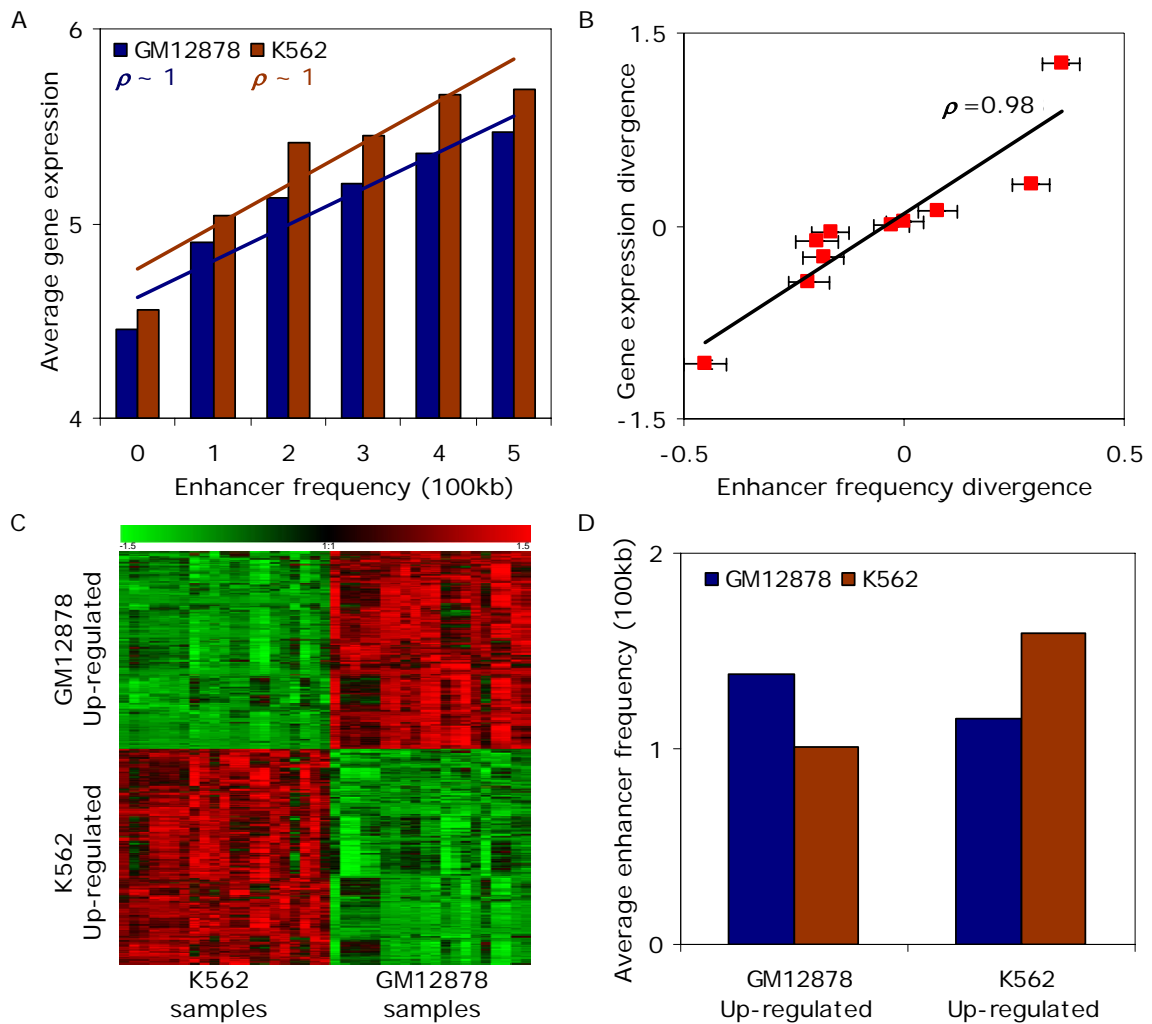 A
GM12878 K562
ρ ~ 1 ρ ~ 1
6
5
4
Average gene expression
0 1 2 3 4 5
Enhancer frequency (100kb)
B
1.5
0
-1.5
Gene expression divergence
ρ=0.98
-0.5 0 0.5
Enhancer frequency divergence
C
-1.5 1:1 1.5
GM12878
Up-regulated
K562
Up-regulated
K562
samples
GM12878
samples
D
2
1
0
Average enhancer frequency (100kb)
GM12878 K562
GM12878
Up-regulated
K562
Up-regulated